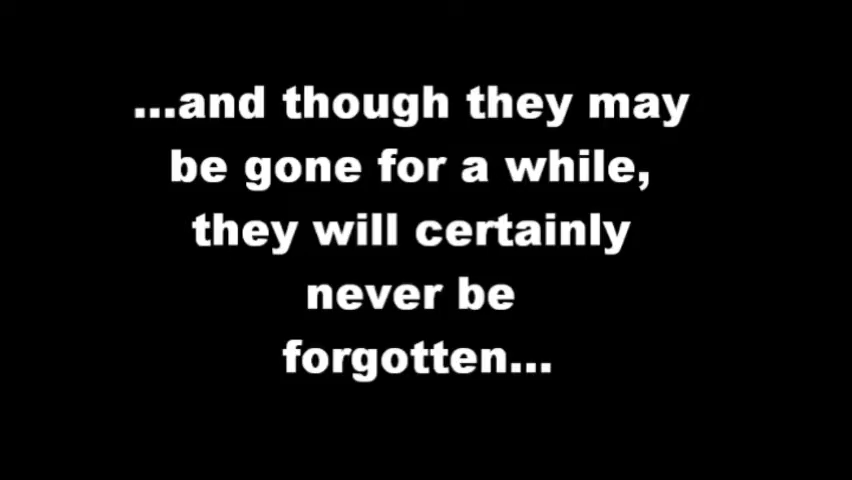 ...and though they may
be gone for a while,
they will certainly
never be
forgotten...